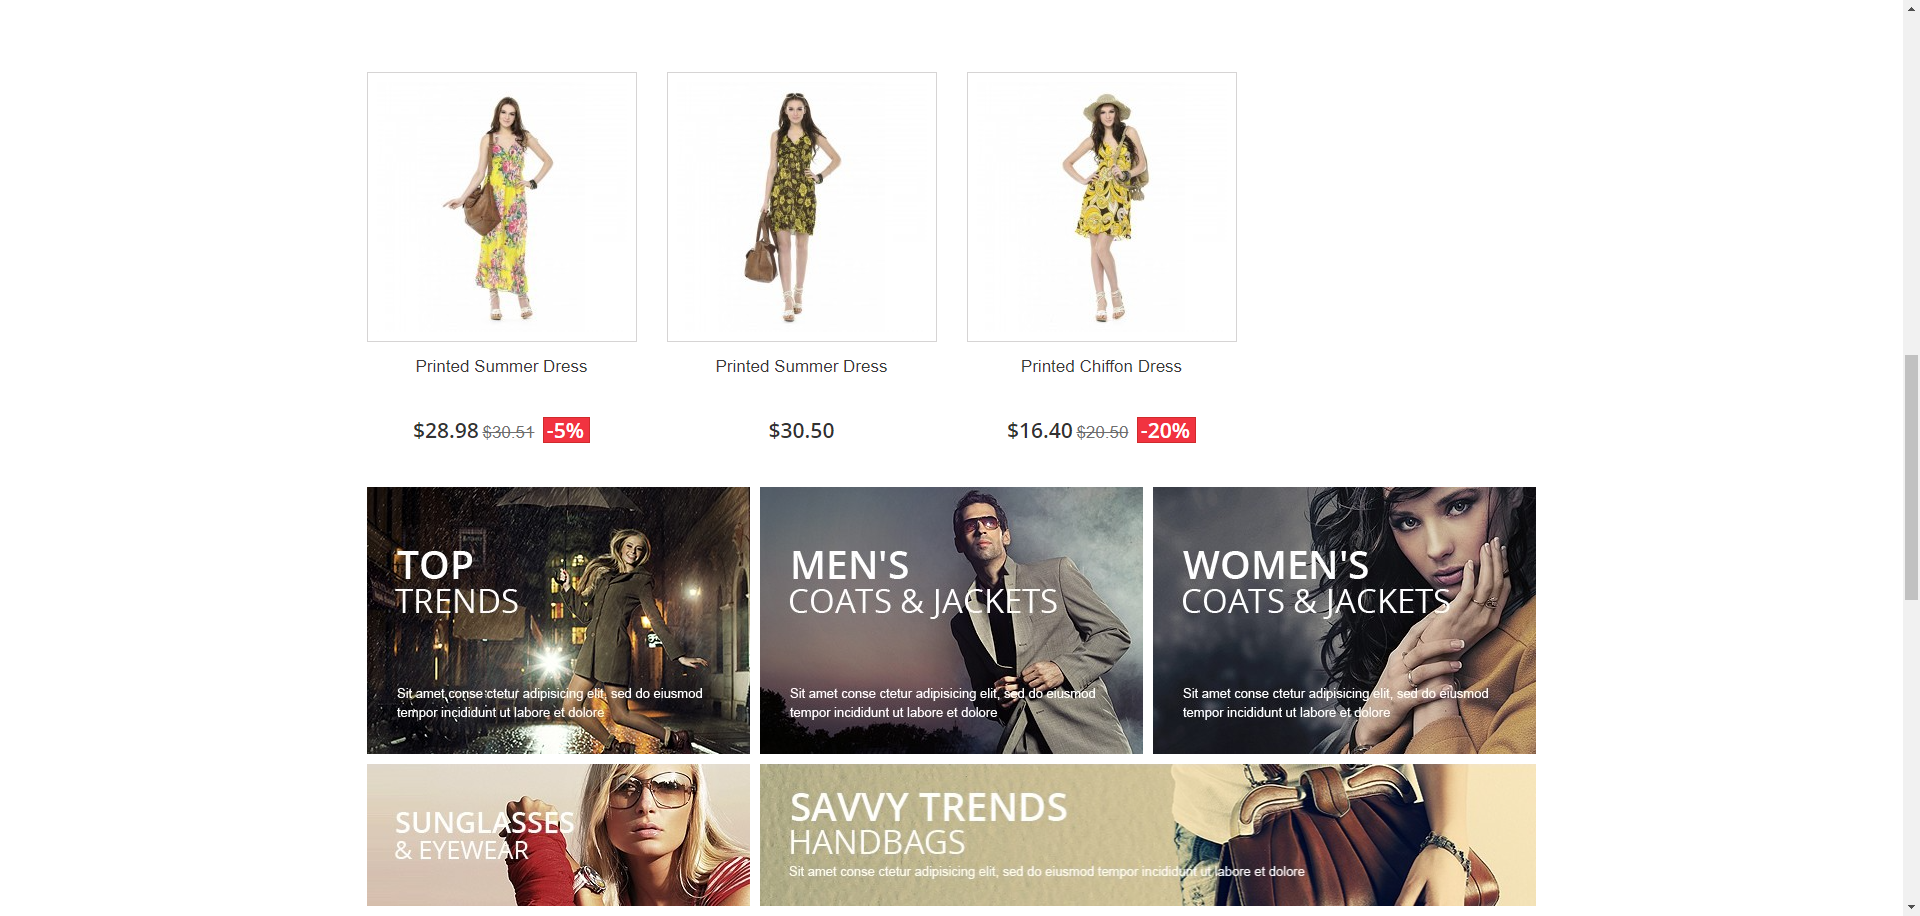 Printed Summer Dress
Printed Summer Dress
Printed Chiffon Dress
$28.98 $30.51 -5%
$30.50
$16.40 $20.50 -20%
TOP
TRENDS
Sit amet conse ctetur adipisicing elit, sed do eiusmod
tempor incididunt ut labore et dolore
MEN'S
COATS & JACKETS
Sit amet conse ctetur adipisicing elit, sed do eiusmod
tempor incididunt ut labore et dolore
WOMEN'S
COATS & JACKETS
Sit amet conse ctetur adipisicing elit, sed do eiusmod
tempor incididunt ut labore et dolore
SUNGLASSES
& EYEWEAR
SAVVY TRENDS
HANDBAGS
Sit amet conse ctetur adipisicing elit, sed do eiusmod tempor incididunt ut labore et dolore